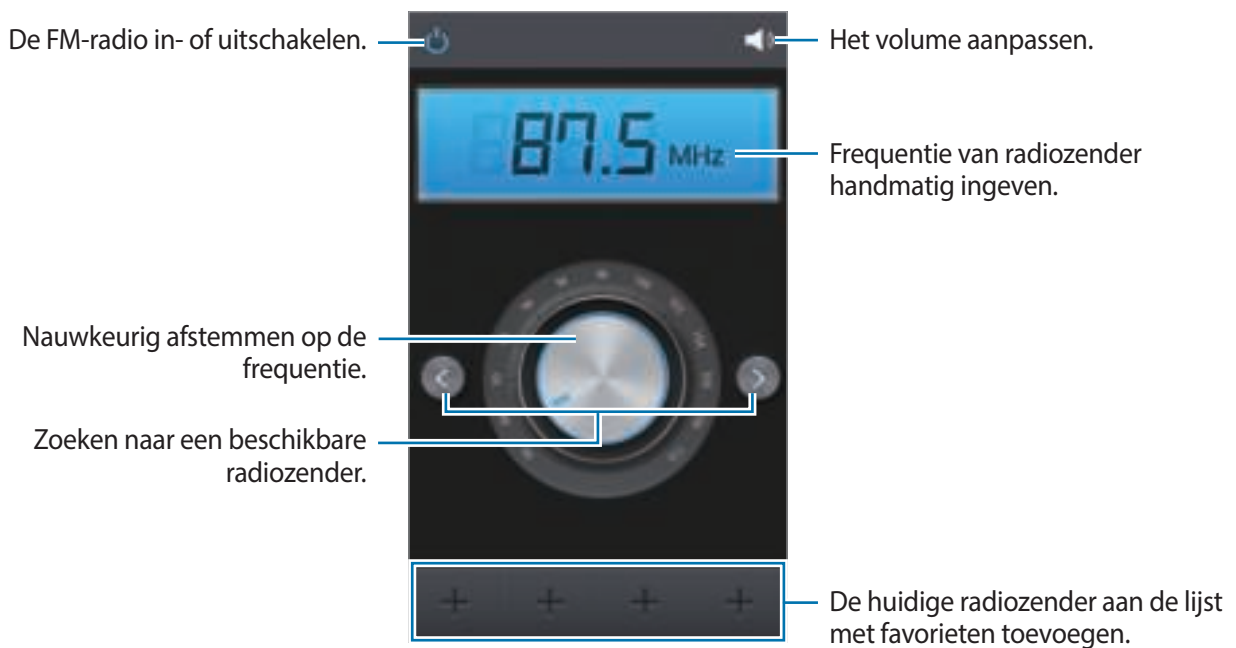 De FM-radio in- of uitschakelen.
Het volume aanpassen.
87.5 MHz
Frequentie van radiozender
handmatig ingeven.
Nauwkeurig afstemmen op de
frequentie.
Zoeken naar een beschikbare
radiozender.
De huidige radiozender aan de lijst
met favorieten toevoegen.